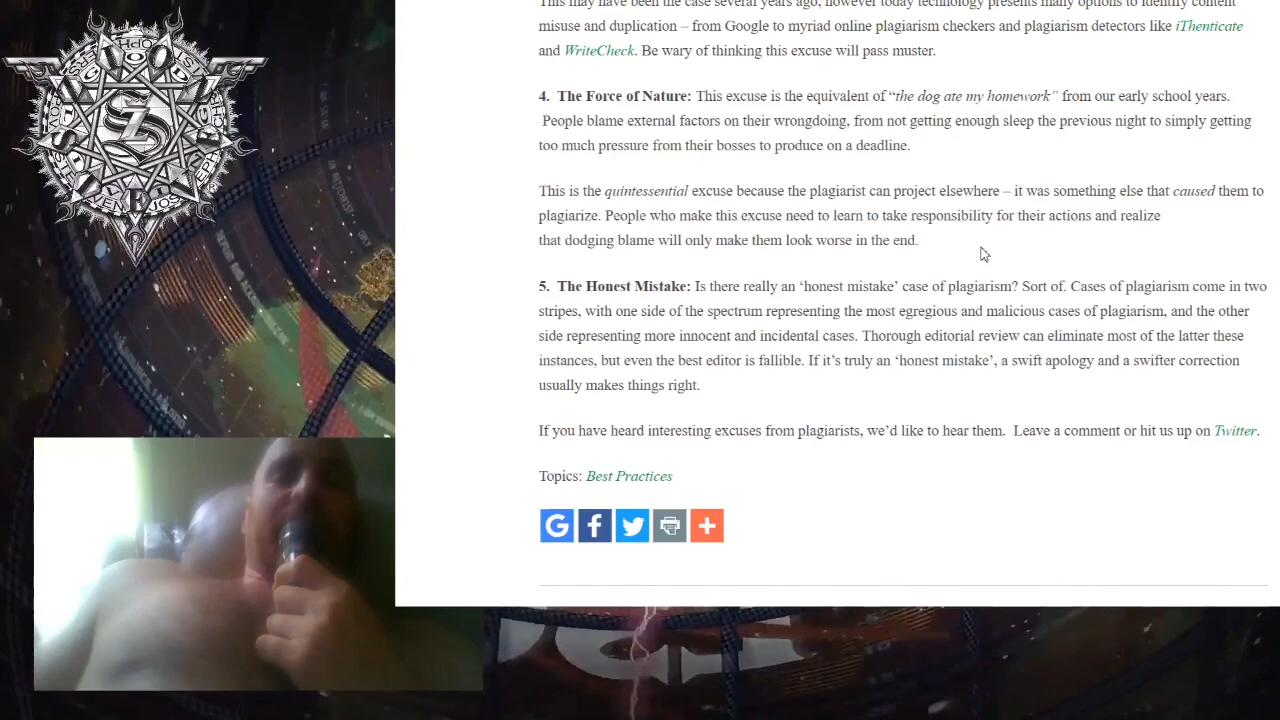 This may have been the case several years ago, however today technology presents many options to identify content
misuse and duplication – from Google to myriad online plagiarism checkers and plagiarism detectors like iThenticate
and WriteCheck. Be wary of thinking this excuse will pass muster.
4.  The Force of Nature: This excuse is the equivalent of “the dog ate my homework” from our early school years.
People blame external factors on their wrongdoing, from not getting enough sleep the previous night to simply getting
too much pressure from their bosses to produce on a deadline.
This is the quintessential excuse because the plagiarist can project elsewhere – it was something else that caused them to
plagiarize. People who make this excuse need to learn to take responsibility for their actions and realize
that dodging blame will only make them look worse in the end.
5.  The Honest Mistake: Is there really an ‘honest mistake’ case of plagiarism? Sort of. Cases of plagiarism come in two
stripes, with one side of the spectrum representing the most egregious and malicious cases of plagiarism, and the other
side representing more innocent and incidental cases. Thorough editorial review can eliminate most of the latter these
instances, but even the best editor is fallible. If it’s truly an ‘honest mistake’, a swift apology and a swifter correction
usually makes things right.
If you have heard interesting excuses from plagiarists, we’d like to hear them.  Leave a comment or hit us up on Twitter.
Topics: Best Practices